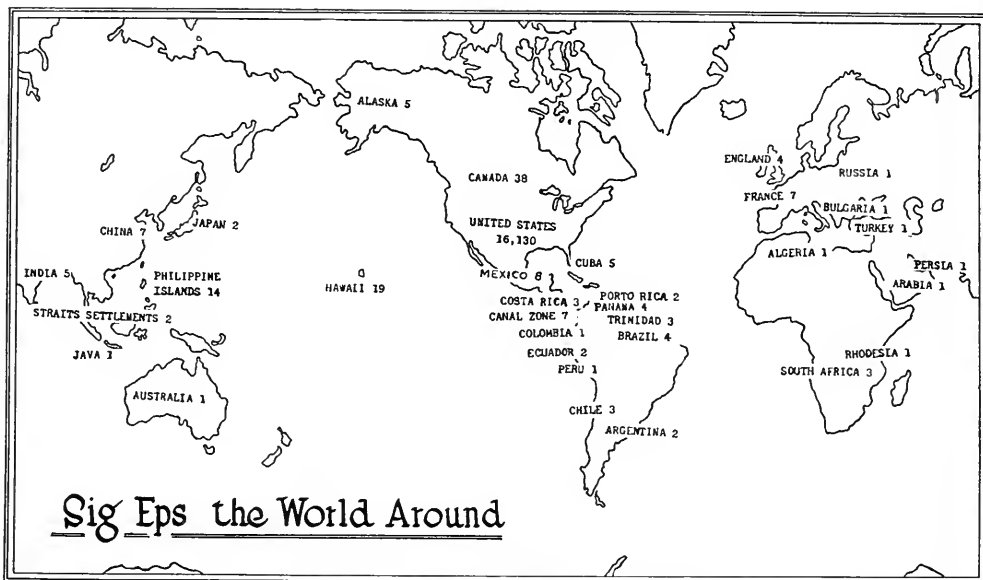 ALASKA 5
CANADA 38
UNITED STATES
16,130
MEXICO 8
CUBA 5
HAWAII 19
COSTA RICA 3
CANAL ZONE 7
PORTO RICA 2
PANAMA 4
TRINIDAD 3
COLOMBIA 1
BRAZIL 4
ECUADOR 2
PERU 1
CHILE 3
ARGENTINA 2
CHINA 7
JAPAN 2
INDIA 5
PHILIPPINE
ISLANDS 14
STRAITS SETTLEMENTS 2
JAVA 1
AUSTRALIA 1
ENGLAND 4
RUSSIA 1
FRANCE 7
BULGARIA 1
TURKEY 1
ALGERIA 1
PERSIA 1
ARABIA 1
RHODESIA 1
SOUTH AFRICA 3
Sig Eps the World Around